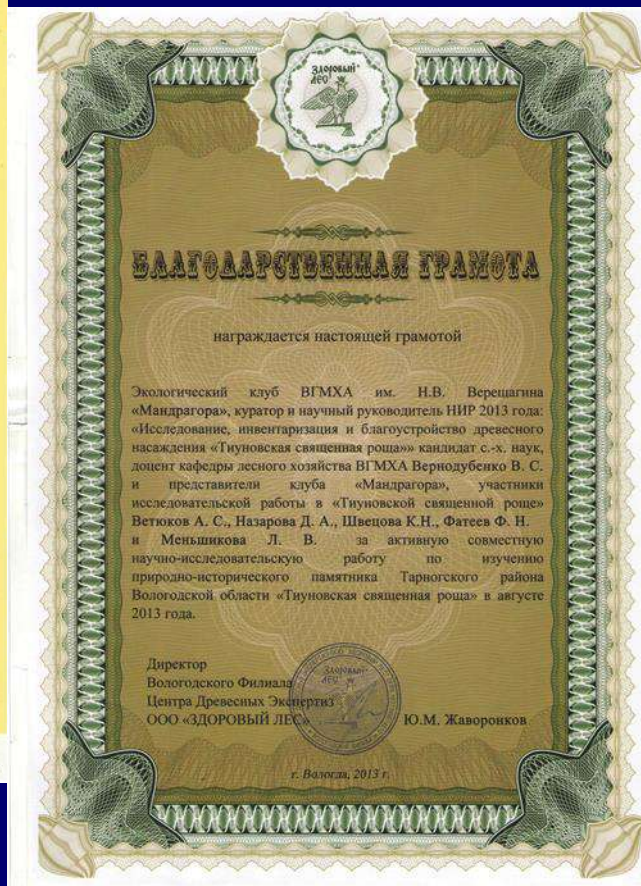 ЗДОРОВЫЙ
ЛЕС
БЛАГОДАРСТВЕННАЯ ГРАМОТА
награждается настоящей грамотой
Экологический клуб ВГМХА им. Н.В. Верещагина
«Мандрагора», куратор и научный руководитель НИР 2013 года:
«Исследование, инвентаризация и благоустройство древесного
насаждения «Тиуновская священная роща»» кандидат с.-х. наук,
доцент кафедры лесного хозяйства ВГМХА Вернодубенко В. С.
и представители клуба «Мандрагора», участники
исследовательской работы в «Тиуновской священной роще»
Ветюков А. С., Назарова Д. А., Швецова К.Н., Фатеев Ф. Н.
и Меньшикова Л. В. за активную совместную
научно-исследовательскую работу по изучению
природно-исторического памятника Тарногского района
Вологодской области «Тиуновская священная роща» в августе
2013 года.
Директор
Вологодского Филиала
Центра Древесных Экспертиз
ООО «ЗДОРОВЫЙ ЛЕС» Ю.М. Жаворонков
ЗДОРОВЫЙ
ЛЕС
г. Вологда, 2013 г.